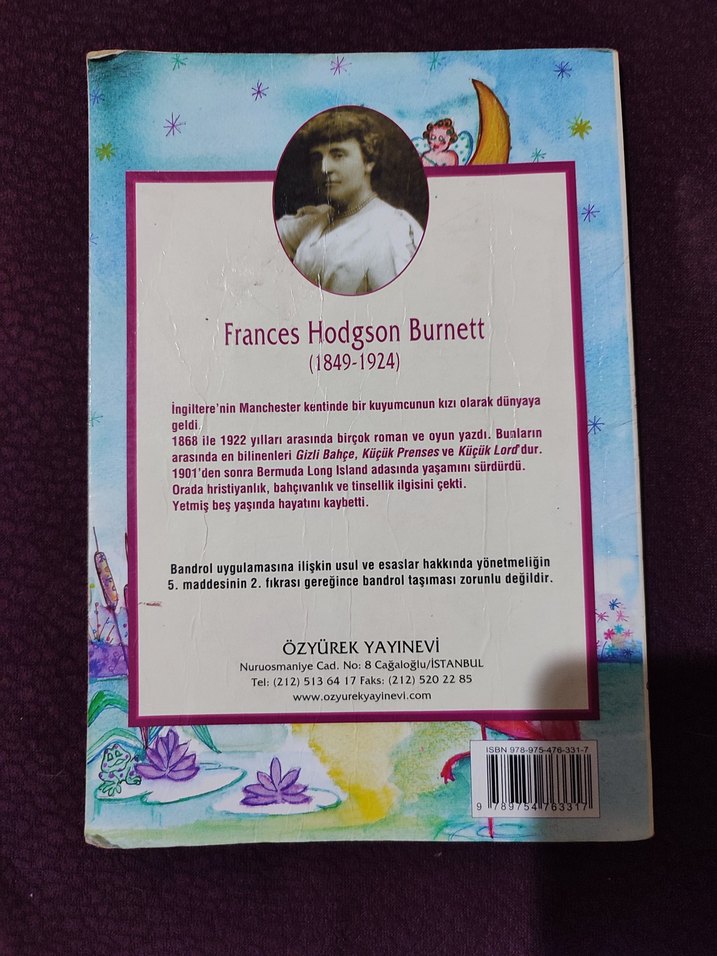 Frances Hodgson Burnett
(1849-1924)
İngiltere'nin Manchester kentinde bir kuyumcunun kızı olarak dünyaya
geldi.
1868 ile 1922 yılları arasında birçok roman ve oyun yazdı. Bunların
arasında en bilinenleri Gizli Bahçe, Küçük Prenses ve Küçük Lord'dur.
1901'den sonra Bermuda Long Island adasında yaşamını sürdürdü.
Orada hristiyanlık, bahçıvanlık ve tinsellik ilgisini çekti.
Yetmiş beş yaşında hayatını kaybetti.
Bandrol uygulamasına ilişkin usul ve esaslar hakkında yönetmeliğin
5. maddesinin 2. fıkrası gereğince bandrol taşıması zorunlu değildir.
ÖZYÜREK YAYINEVİ
Nuruosmaniye Cad. No: 8 Cağaloğlu/İSTANBUL
Tel: (212) 513 64 17 Faks: (212) 520 22 85
www.ozyurekyayinevi.com
ISBN 978-975-476-331-7
9 789754 763317